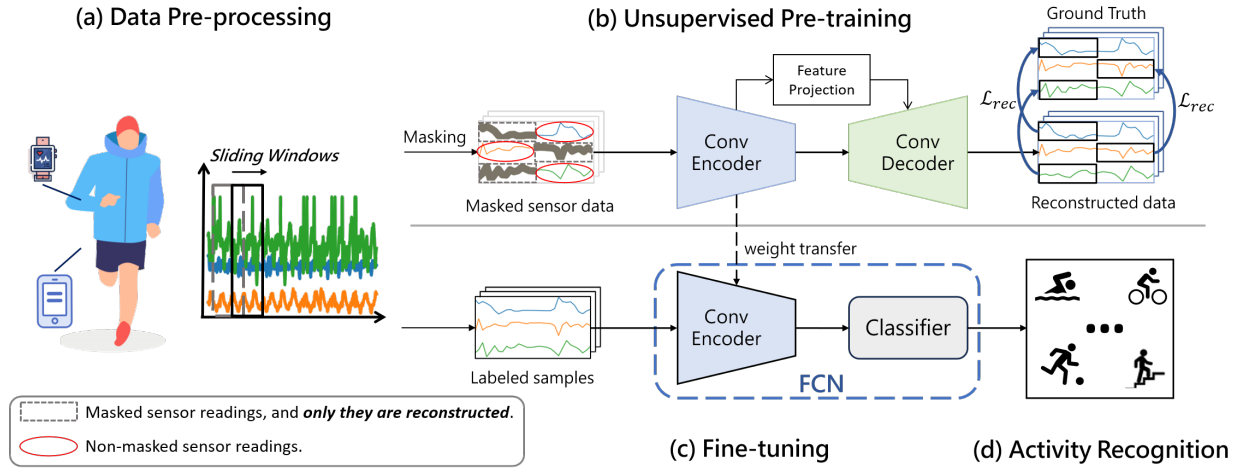 (a) Data Pre-processing
(b) Unsupervised Pre-training
Ground Truth
Feature
Projection
Sliding Windows
Masking
Conv
Encoder
Conv
Decoder
ℒ𝑟𝑒𝑐
ℒ𝑟𝑒𝑐
Masked sensor data
Reconstructed data
weight transfer
Conv
Encoder
Classifier
Labeled samples
FCN
Masked sensor readings, and only they are reconstructed.
Non-masked sensor readings.
(c) Fine-tuning
(d) Activity Recognition